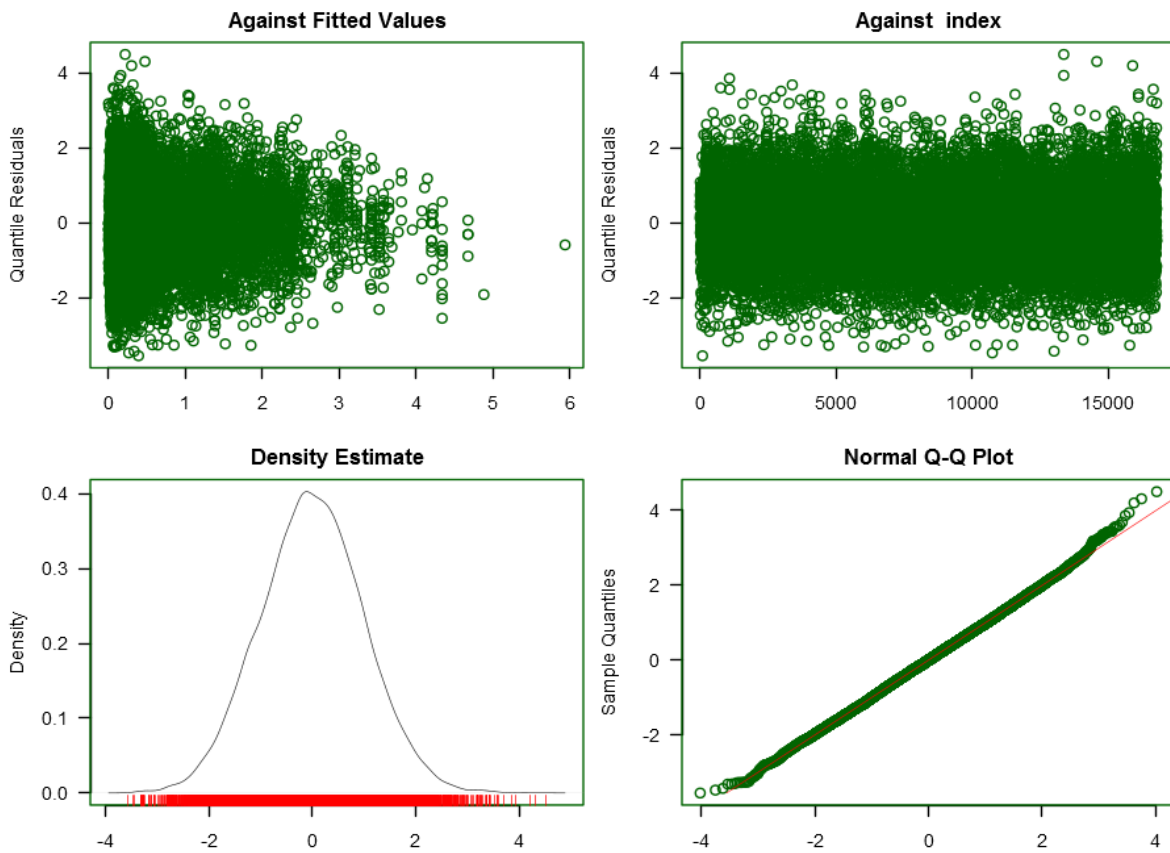 Against Fitted Values
Quantile Residuals
4
2
0
-2
0 1 2 3 4 5 6
Against  index
Quantile Residuals
4
2
0
-2
0 5000 10000 15000
Density Estimate
Density
0.4
0.3
0.2
0.1
0.0
-4 -2 0 2 4
Normal Q-Q Plot
Sample Quantiles
4
2
0
-2
-4 -2 0 2 4